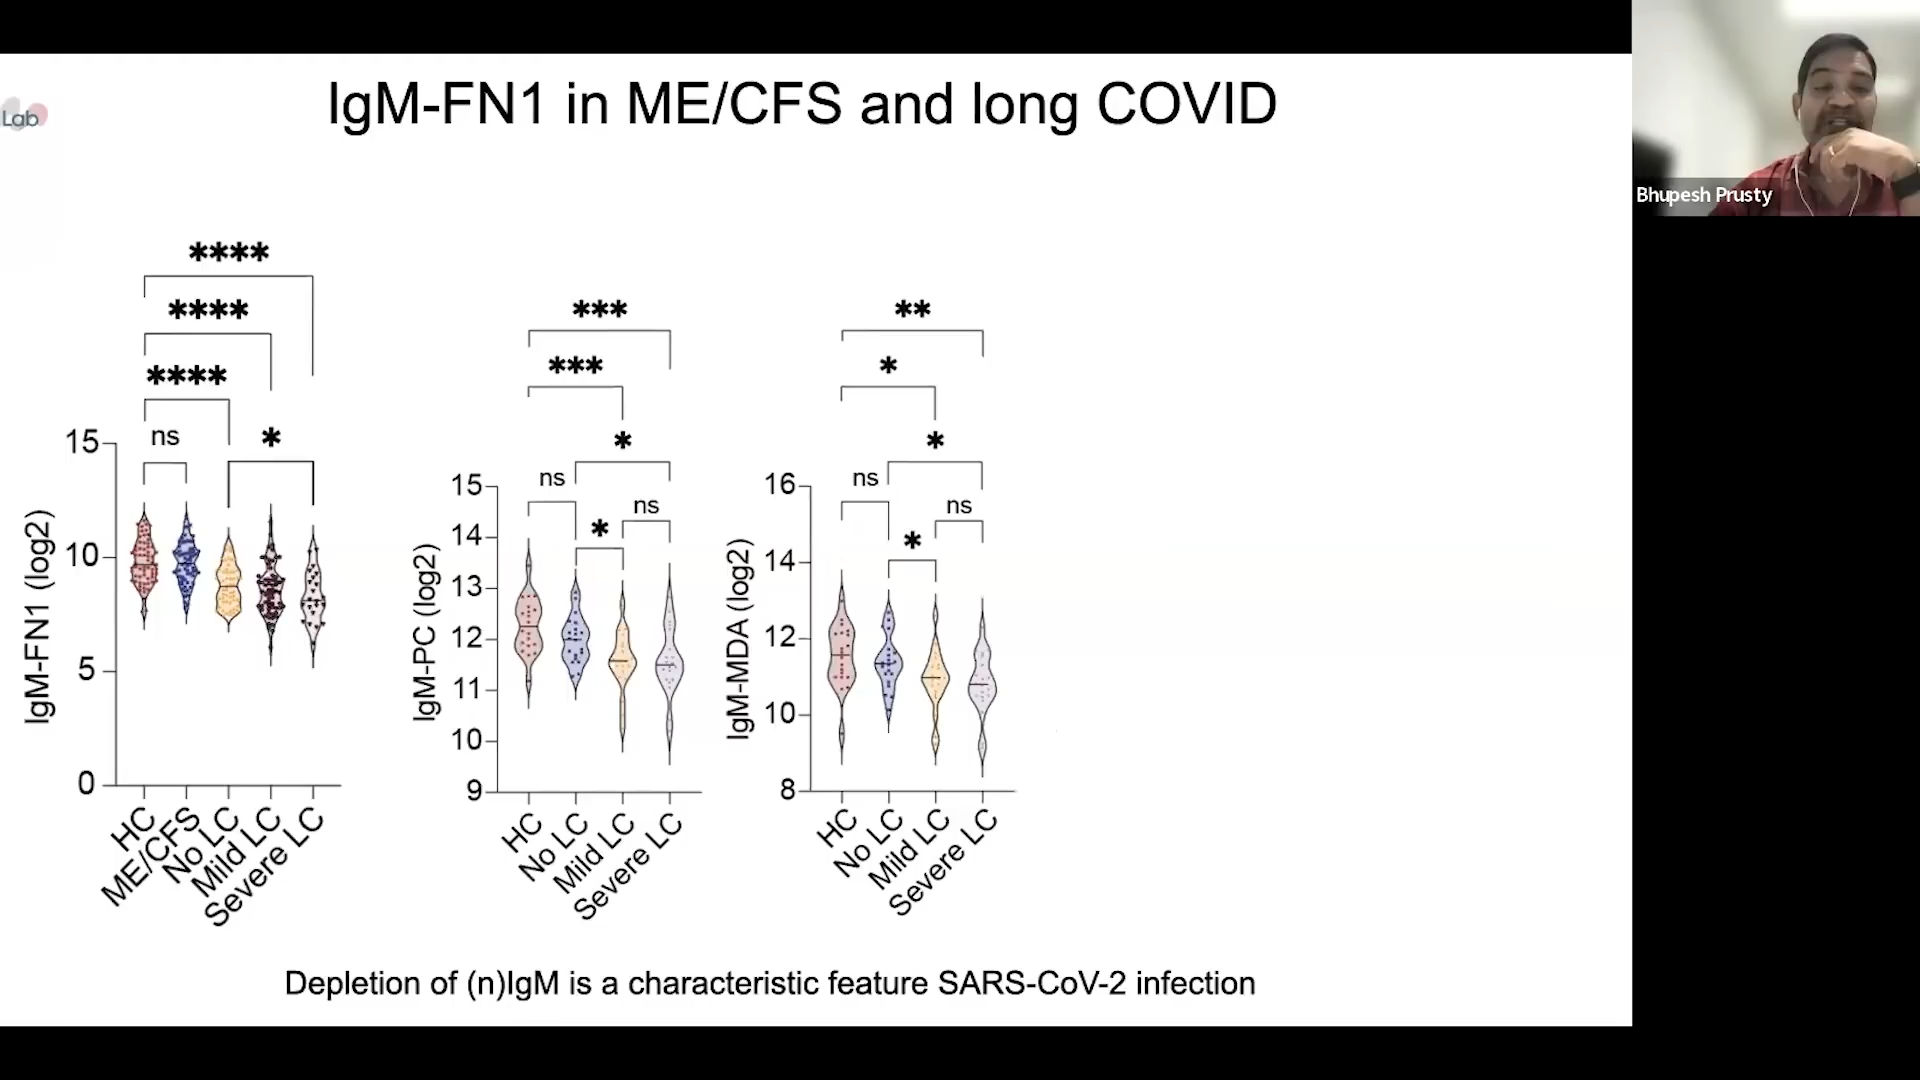 IgM-FN1 in ME/CFS and long COVID
Lab
Bhupesh Prusty
****
****
****
ns
*
15
10
5
0
IgM-FN1 (log2)
HC
ME/CFS
No LC
Mild LC
Severe LC
***
***
*
ns
ns
*
15
14
13
12
11
10
9
IgM-PC (log2)
HC
No LC
Mild LC
Severe LC
**
*
*
ns
ns
*
16
14
12
10
8
IgM-MDA (log2)
HC
No LC
Mild LC
Severe LC
Depletion of (n)IgM is a characteristic feature SARS-CoV-2 infection